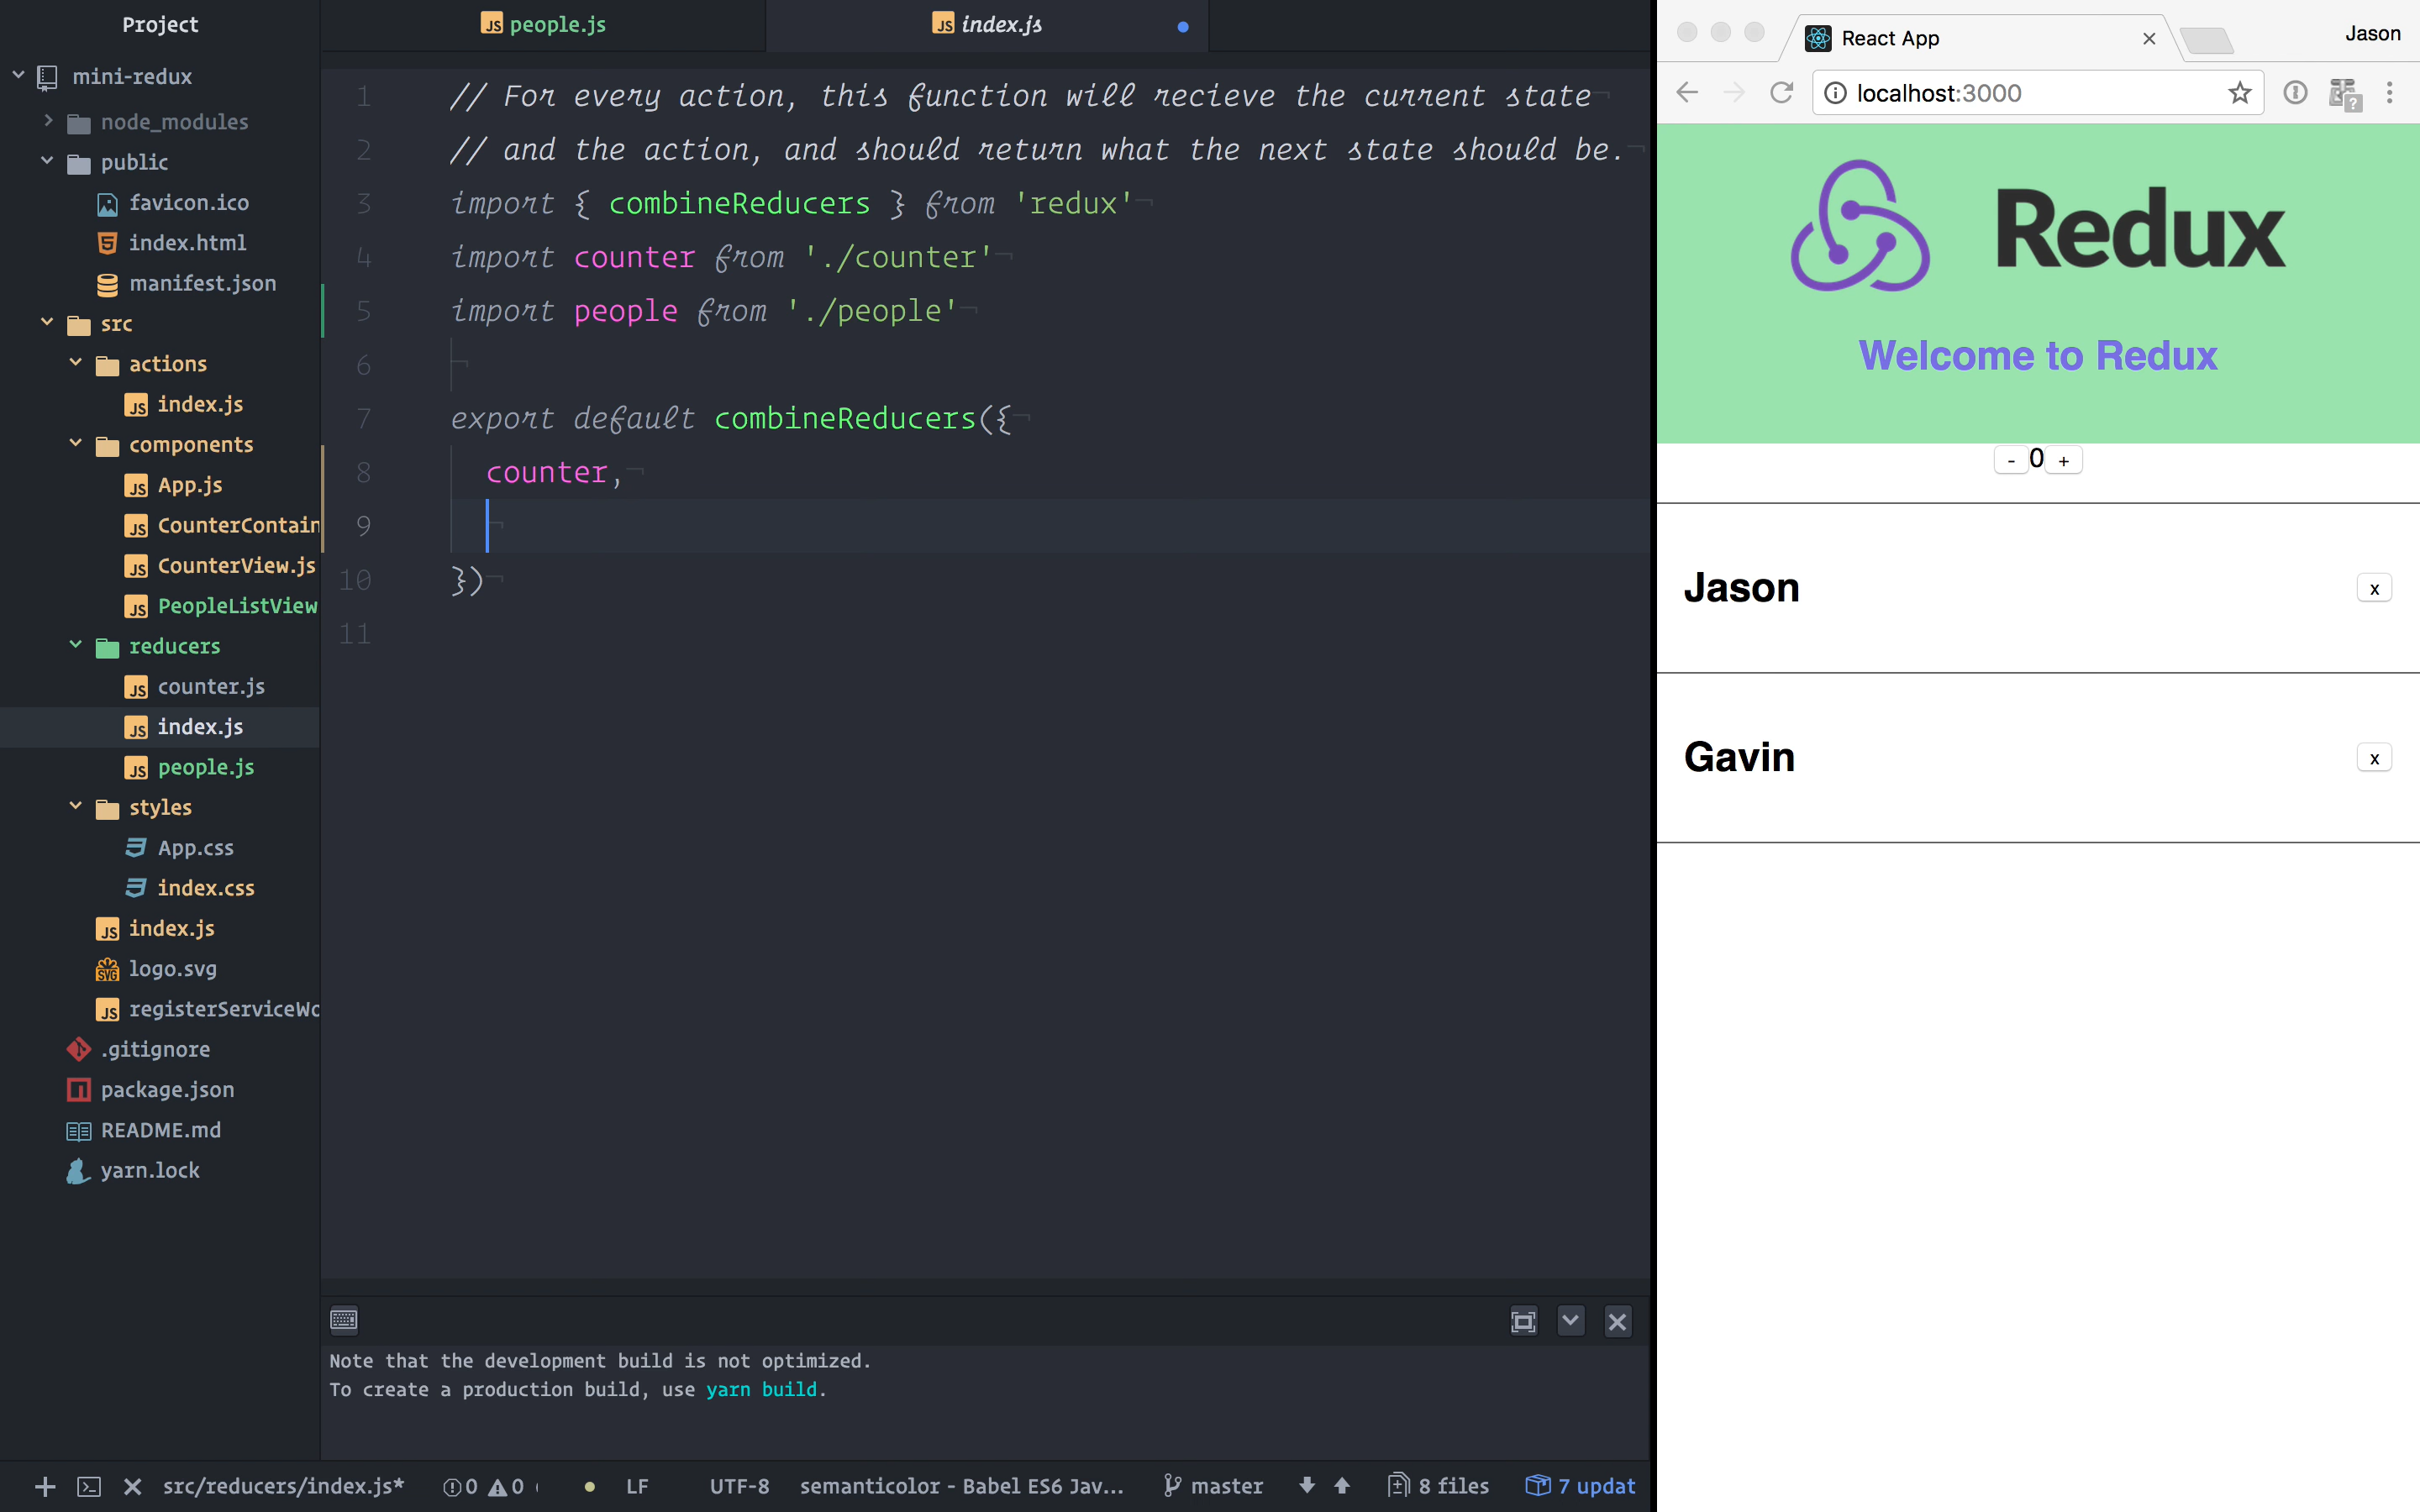 Project
mini-redux
node_modules
public
favicon.ico
index.html
manifest.json
src
actions
index.js
components
App.js
CounterContain
CounterView.js
PeopleListView
reducers
counter.js
index.js
people.js
styles
App.css
index.css
index.js
logo.svg
registerServiceWo
.gitignore
package.json
README.md
yarn.lock
people.js
index.js
1 // For every action, this function will recieve the current state
2 // and the action, and should return what the next state should be.
3 import { combineReducers } from 'redux'
4 import counter from './counter'
5 import people from './people'
6
7 export default combineReducers({
8 counter,
9
10 })
11
Note that the development build is not optimized.
To create a production build, use yarn build.
src/reducers/index.js* 0 0 LF UTF-8 semanticolor - Babel ES6 Jav... master 8 files 7 updat
React App
Jason
localhost:3000
Redux
Welcome to Redux
- 0 +
Jason x
Gavin x